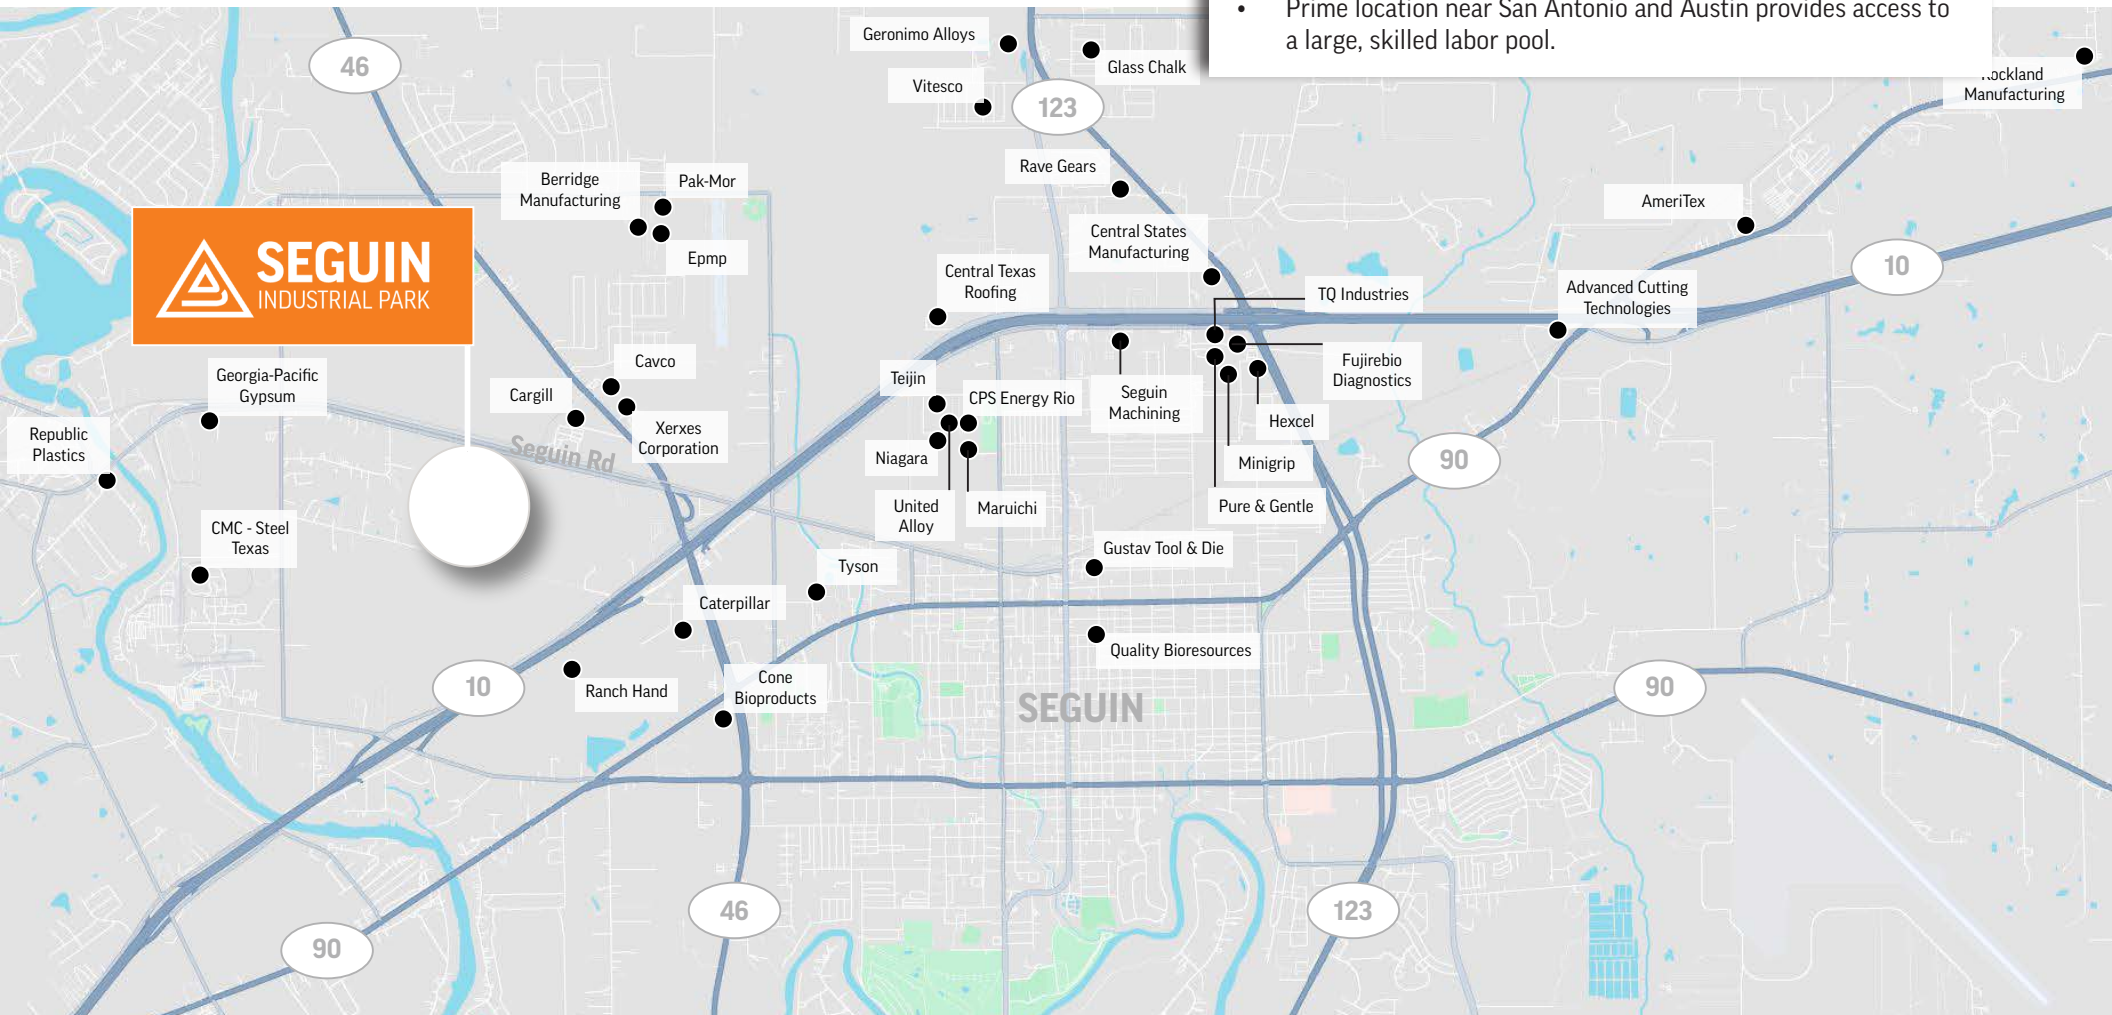 • Prime location near San Antonio and Austin provides access to
a large, skilled labor pool.
Geronimo Alloys
Glass Chalk
46
Vitesco
123
Rockland
Manufacturing
Rave Gears
Berridge
Manufacturing
Pak-Mor
Epmp
AmeriTex
Central States
Manufacturing
SEGUIN
INDUSTRIAL PARK
Central Texas
Roofing
10
TQ Industries
Advanced Cutting
Technologies
Georgia-Pacific
Gypsum
Cavco
Cargill
Xerxes
Corporation
Teijin
CPS Energy Rio
Seguin
Machining
Fujirebio
Diagnostics
Hexcel
Republic
Plastics
Seguin Rd
Niagara
Minigrip
90
United
Alloy
Maruichi
Pure & Gentle
CMC - Steel
Texas
Gustav Tool & Die
Tyson
Caterpillar
Quality Bioresources
10
Ranch Hand
Cone
Bioproducts
SEGUIN
90
46
123
90